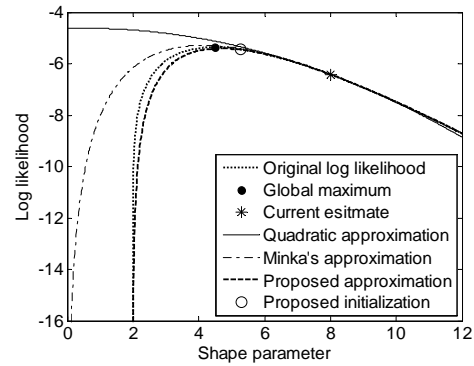 -4
-6
-8
-10
-12
-14
-16
Log likelihood
Original log likelihood
Global maximum
Current esitmate
Quadratic approximation
Minka's approximation
Proposed approximation
Proposed initialization
0 2 4 6 8 10 12
Shape parameter